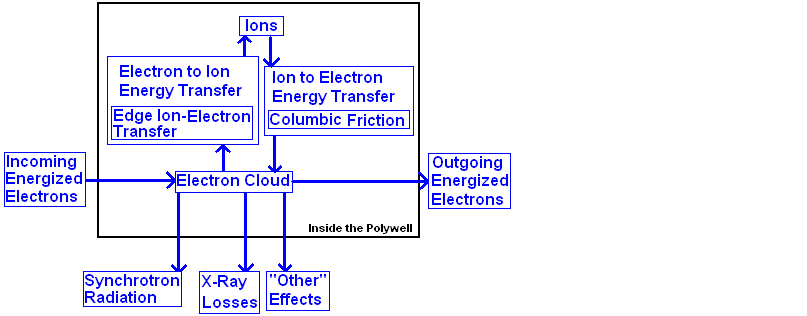 Ions
Electron to Ion
Energy Transfer
Edge Ion-Electron
Transfer
Ion to Electron
Energy Transfer
Columbic Friction
Incoming
Energized
Electrons
Electron Cloud
Outgoing
Energized
Electrons
Inside the Polywell
Synchrotron
Radiation
X-Ray
Losses
"Other"
Effects